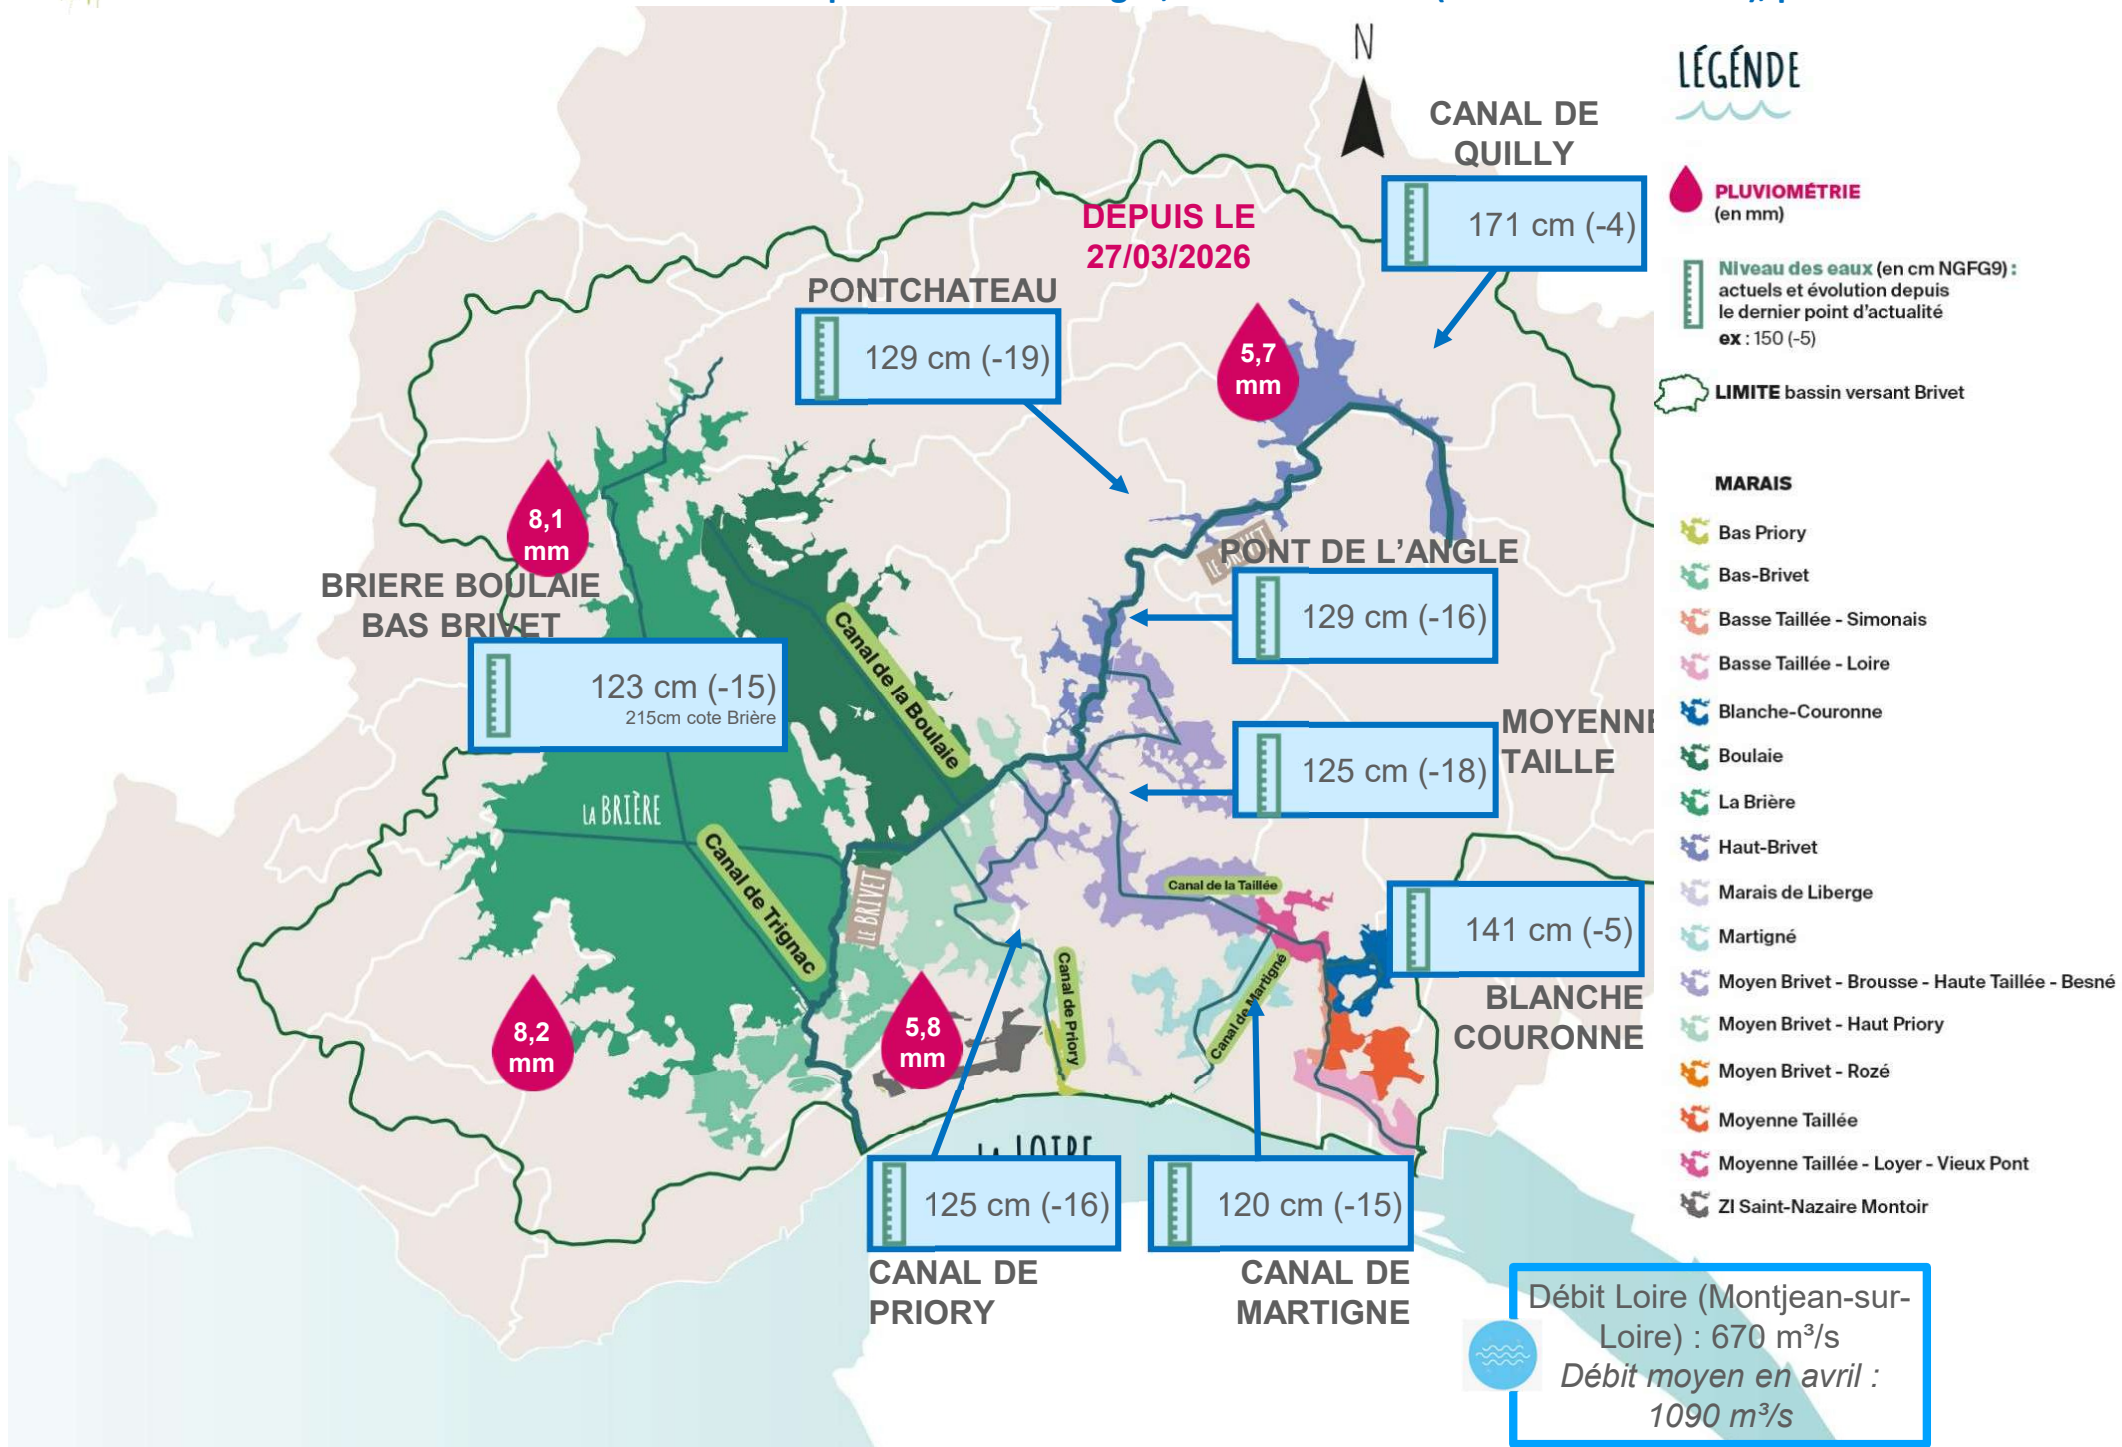 N
LÉGÉNDE
CANAL DE
QUILLY
171 cm (-4)
PLUVIOMÉTRIE
(en mm)
DEPUIS LE
27/03/2026
Niveau des eaux (en cm NGFG9) :
actuels et évolution depuis
le dernier point d'actualité
ex : 150 (-5)
PONTCHATEAU
129 cm (-19)
5,7
mm
LIMITE bassin versant Brivet
MARAIS
8,1
mm
LE BRIVET
Bas Priory
PONT DE L'ANGLE
129 cm (-16)
Bas-Brivet
BRIERE BOULAIE
BAS BRIVET
123 cm (-15)
215cm cote Brière
Basse Taillée - Simonais
Canal de la Boulaie
Basse Taillée - Loire
MOYENNE
TAILLE
125 cm (-18)
Blanche-Couronne
Boulaie
LA BRIÈRE
La Brière
Canal de Trignac
Haut-Brivet
LE BRIVET
Canal de la Taillée
Marais de Liberge
141 cm (-5)
BLANCHE
COURONNE
Martigné
Canal de Priory
Canal de Martigné
Moyen Brivet - Brousse - Haute Taillée - Besné
8,2
mm
5,8
mm
Moyen Brivet - Haut Priory
Moyen Brivet - Rozé
Moyenne Taillée
LA LOIRE
Moyenne Taillée - Loyer - Vieux Pont
125 cm (-16)
120 cm (-15)
ZI Saint-Nazaire Montoir
CANAL DE
PRIORY
CANAL DE
MARTIGNE
Débit Loire (Montjean-sur-
Loire) : 670 m³/s
Débit moyen en avril :
1090 m³/s